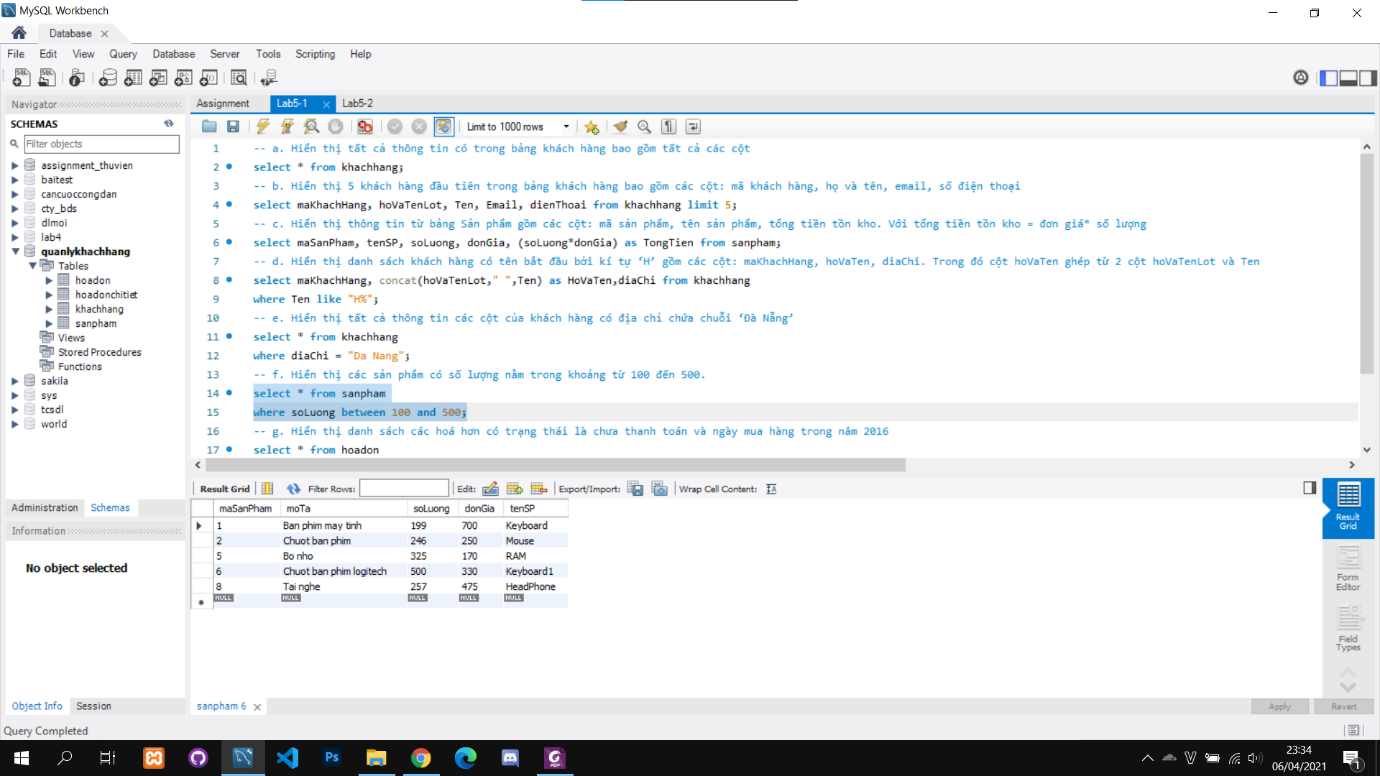 MySQL Workbench
Database
File Edit View Query Database Server Tools Scripting Help
Navigator
SCHEMAS
Filter objects
assignment_thuvien
baitest
cancuoccongdan
cty_bds
dlmoi
lab4
quanlykhachhang
Tables
hoadon
hoadonchitiet
khachhang
sanpham
Views
Stored Procedures
Functions
sakila
sys
tcsdl
world
Administration Schemas
Information
No object selected
Object Info Session
Assignment Lab5-1 Lab5-2
Limit to 1000 rows
1 -- a. Hiển thị tất cả thông tin có trong bảng khách hàng bao gồm tất cả các cột
2 select * from khachhang;
3 -- b. Hiển thị 5 khách hàng đầu tiên trong bảng khách hàng bao gồm các cột: mã khách hàng, họ và tên, email, số điện thoại
4 select maKhachHang, hoVaTenLot, Ten, Email, dienThoai from khachhang limit 5;
5 -- c. Hiển thị thông tin từ bảng Sản phẩm gồm các cột: mã sản phẩm, tên sản phẩm, tổng tiền tồn kho. Với tổng tiền tồn kho = đơn giá* số lượng
6 select maSanPham, tenSP, soLuong, donGia, (soLuong*donGia) as TongTien from sanpham;
7 -- d. Hiển thị danh sách khách hàng có tên bắt đầu bởi kí tự ‘H’ gồm các cột: maKhachHang, hoVaTen, diaChi. Trong đó cột hoVaTen ghép từ 2 cột hoVaTenLot và Ten
8 select maKhachHang, concat(hoVaTenLot," ",Ten) as HoVaTen,diaChi from khachhang
9 where Ten like "H%";
10 -- e. Hiển thị tất cả thông tin các cột của khách hàng có địa chỉ chứa chuỗi ‘Đà Nẵng’
11 select * from khachhang
12 where diaChi = "Da Nang";
13 -- f. Hiển thị các sản phẩm có số lượng nằm trong khoảng từ 100 đến 500.
14 select * from sanpham
15 where soLuong between 100 and 500;
16 -- g. Hiển thị danh sách các hoá hơn có trạng thái là chưa thanh toán và ngày mua hàng trong năm 2016
17 select * from hoadon
Result Grid Filter Rows: Edit: Export/Import: Wrap Cell Content:
maSanPham moTa soLuong donGia tenSP
1 Ban phim may tinh 199 700 Keyboard
2 Chuot ban phim 246 250 Mouse
5 Bo nho 325 170 RAM
6 Chuot ban phim logitech 500 330 Keyboard1
8 Tai nghe 257 475 HeadPhone
NULL NULL NULL NULL NULL
Result
Grid
Form
Editor
Field
Types
sanpham 6
Apply Revert
Query Completed
23:34
06/04/2021
1